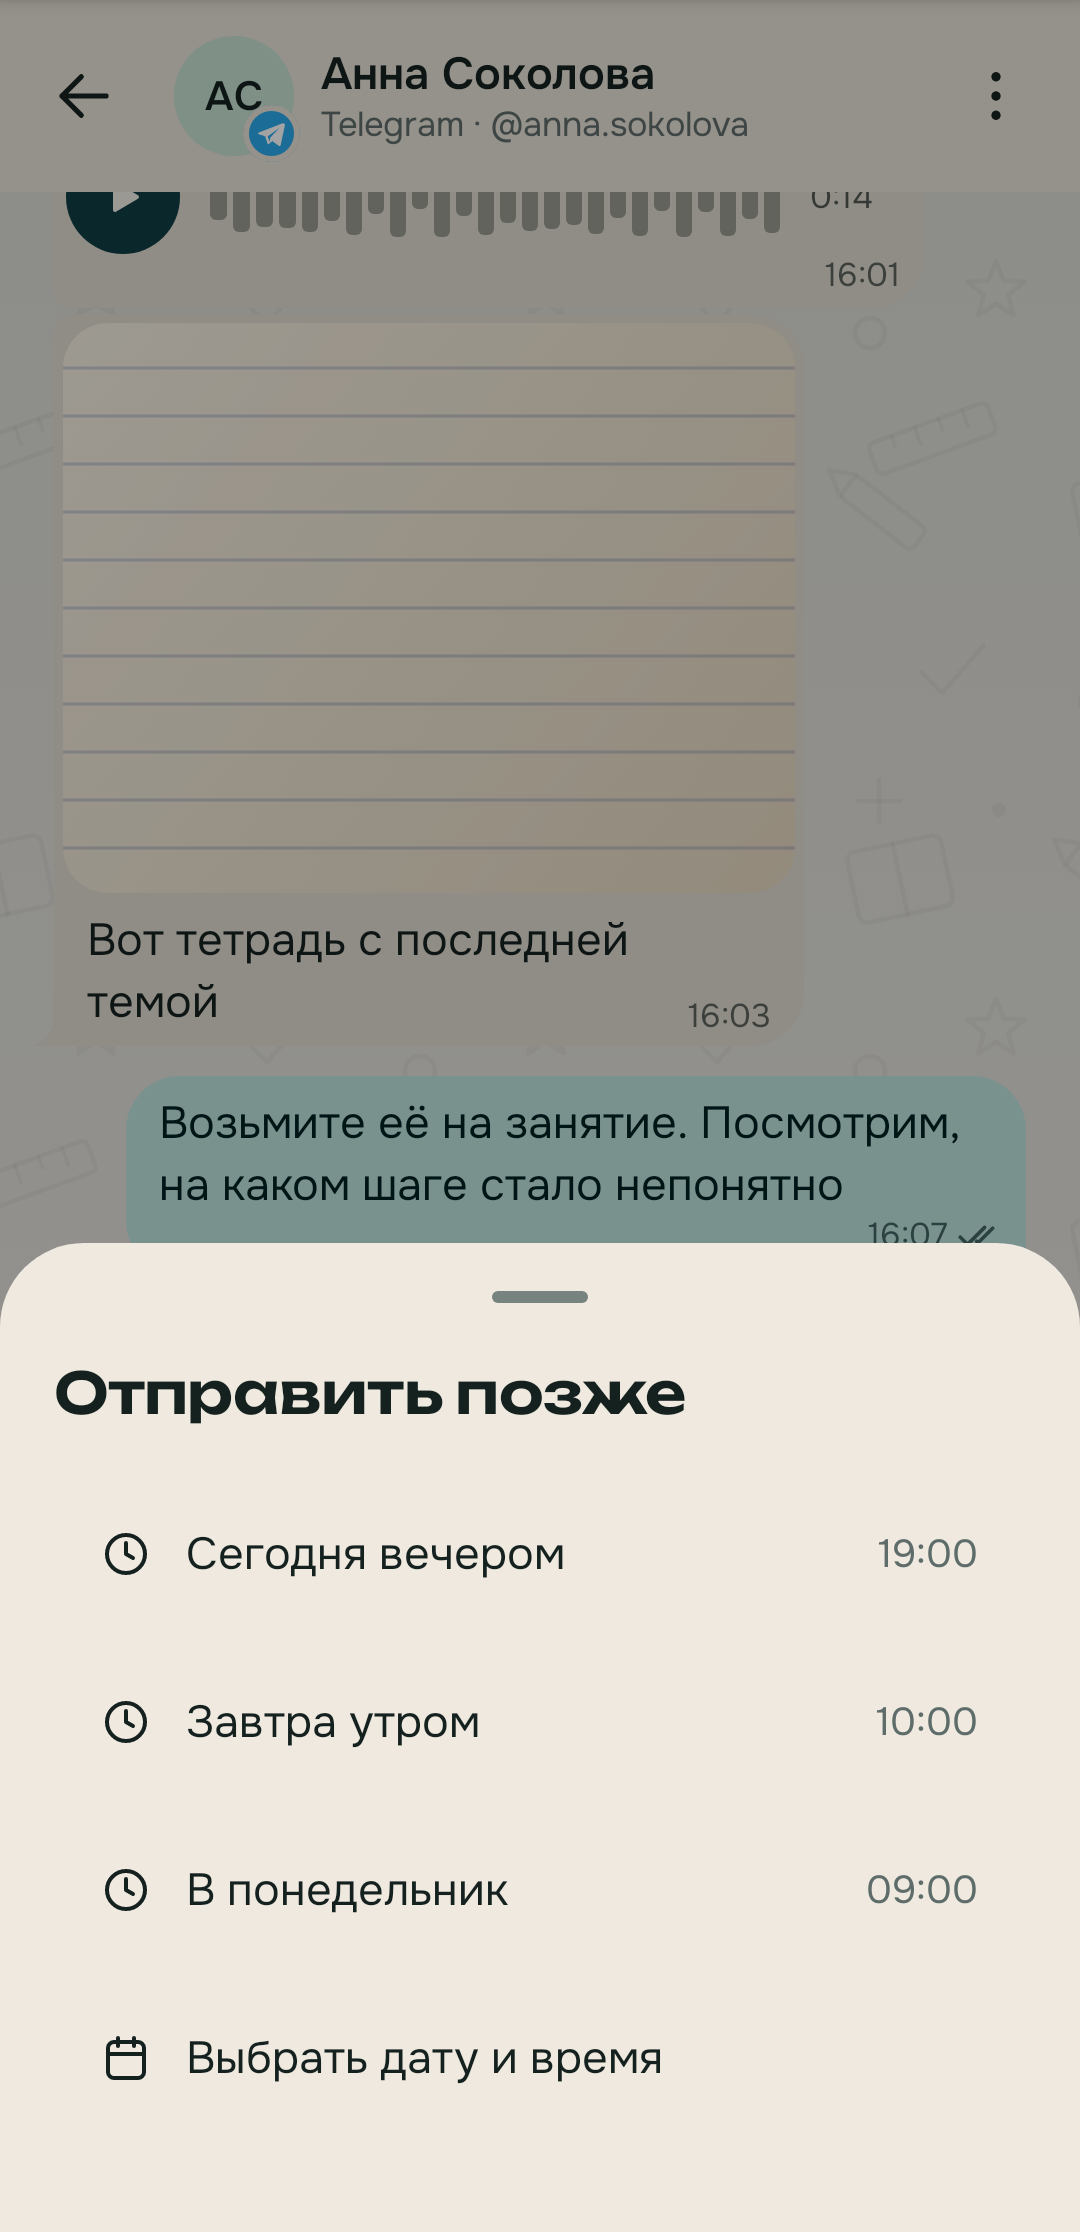 АС
Анна Соколова
Telegram · @anna.sokolova
0:14
16:01
Вот тетрадь с последней
темой
16:03
Возьмите её на занятие. Посмотрим,
на каком шаге стало непонятно
16:07
Отправить позже
Сегодня вечером 19:00
Завтра утром 10:00
В понедельник 09:00
Выбрать дату и время